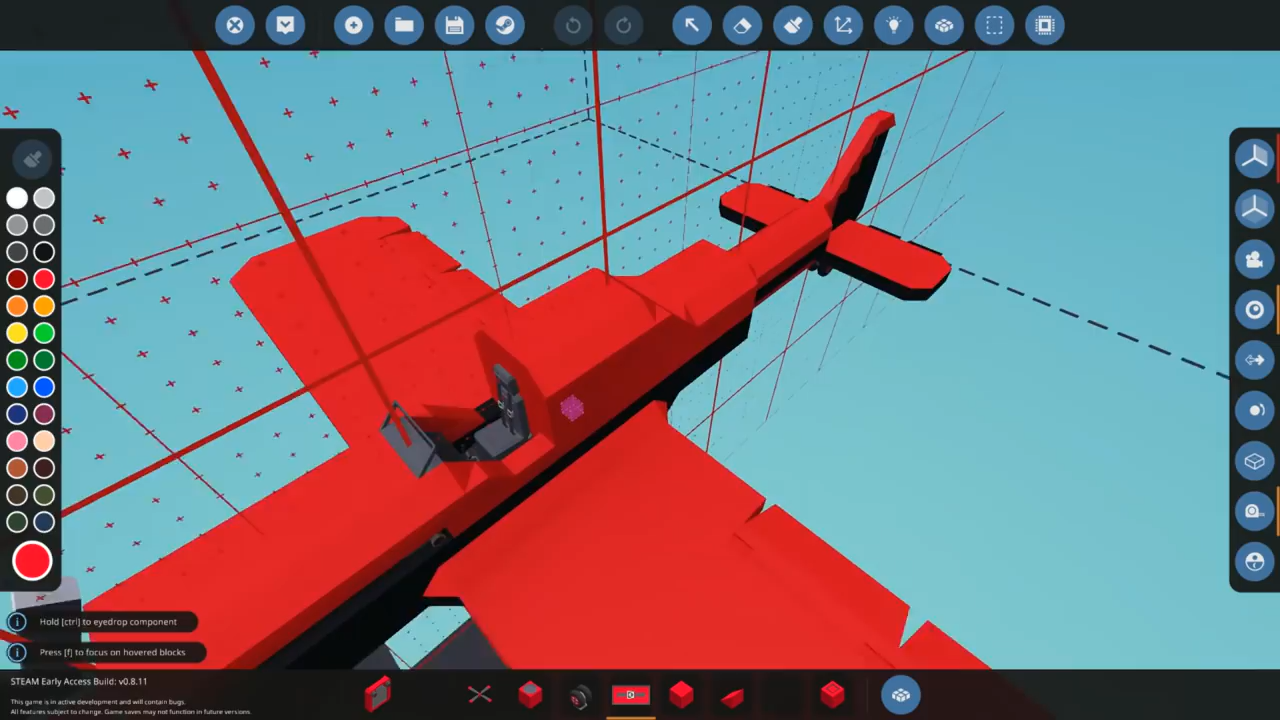 Hold [ctrl] to eyedrop component
Press [f] to focus on hovered blocks
STEAM Early Access Build: v0.8.11
This game is in active development and will contain bugs.
All features subject to change. Game saves may not function in future versions.